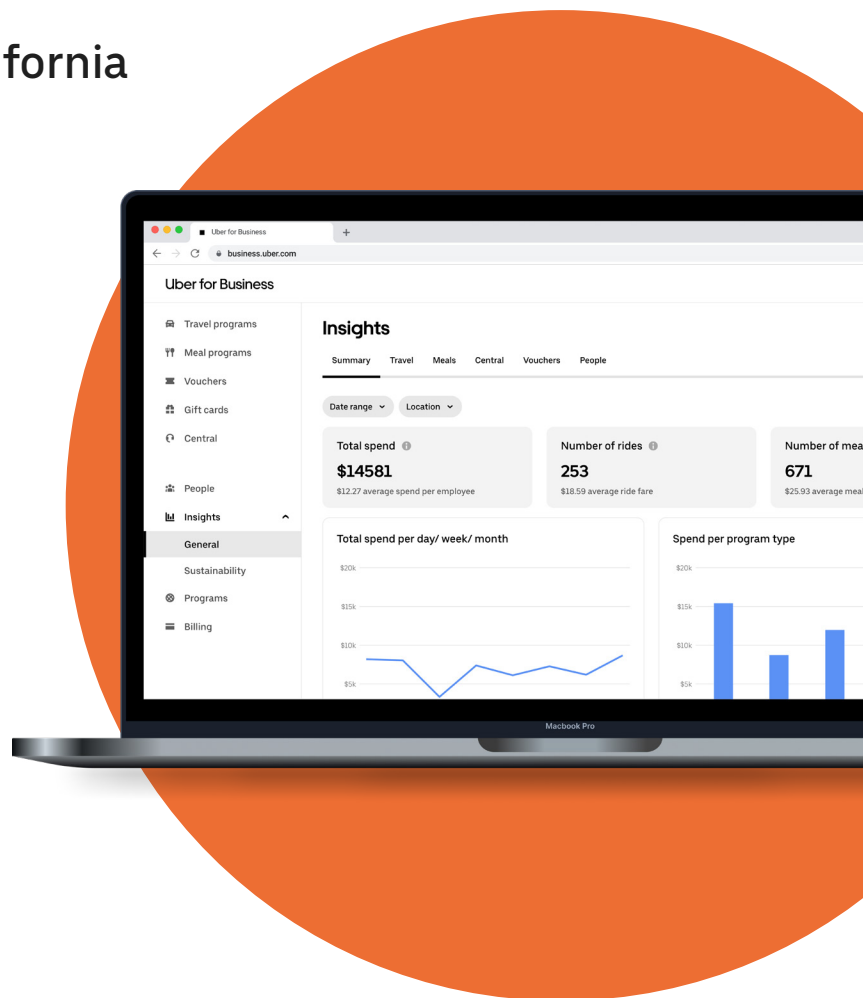 fornia
Uber for Business
+
business.uber.com
Uber for Business
Travel programs
Meal programs
Vouchers
Gift cards
Central
People
Insights
General
Sustainability
Programs
Billing
Insights
Summary Travel Meals Central Vouchers People
Date range Location
Total spend
$14581
$12.27 average spend per employee
Number of rides
253
$18.59 average ride fare
Number of mea
671
$25.93 average meal
Total spend per day/ week/ month
$20k
$15k
$10k
$5k
Spend per program type
$20k
$15k
$10k
$5k
Macbook Pro